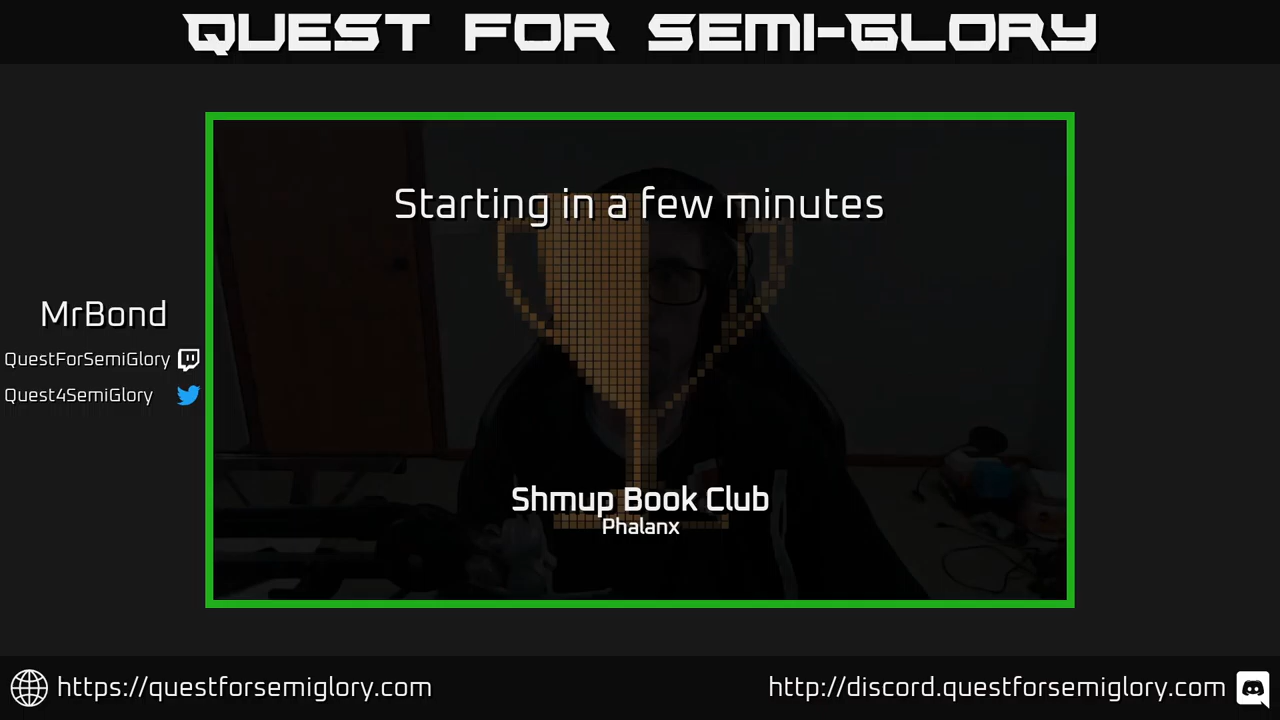 QUEST FOR SEMI-GLORY
Starting in a few minutes
MrBond
QuestForSemiGlory
Quest4SemiGlory
Shmup Book Club
Phalanx
https://questforsemiglory.com
http://discord.questforsemiglory.com